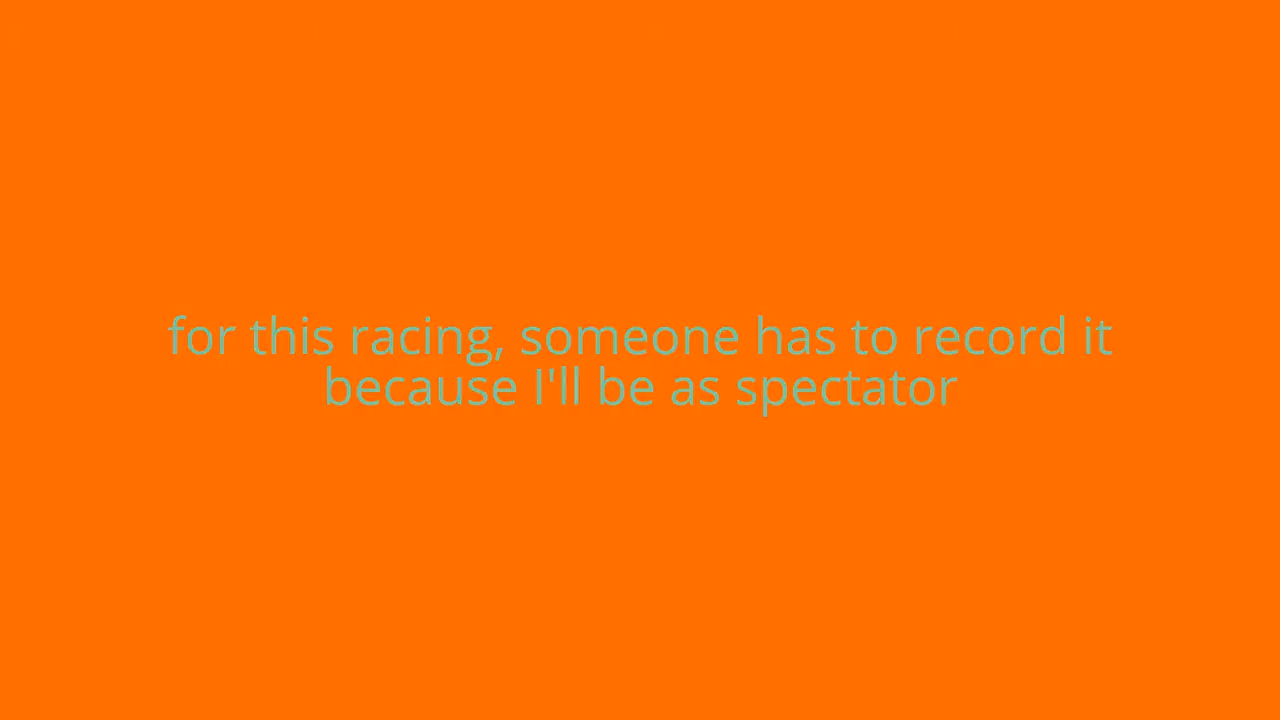 for this racing, someone has to record it
because I'll be as spectator